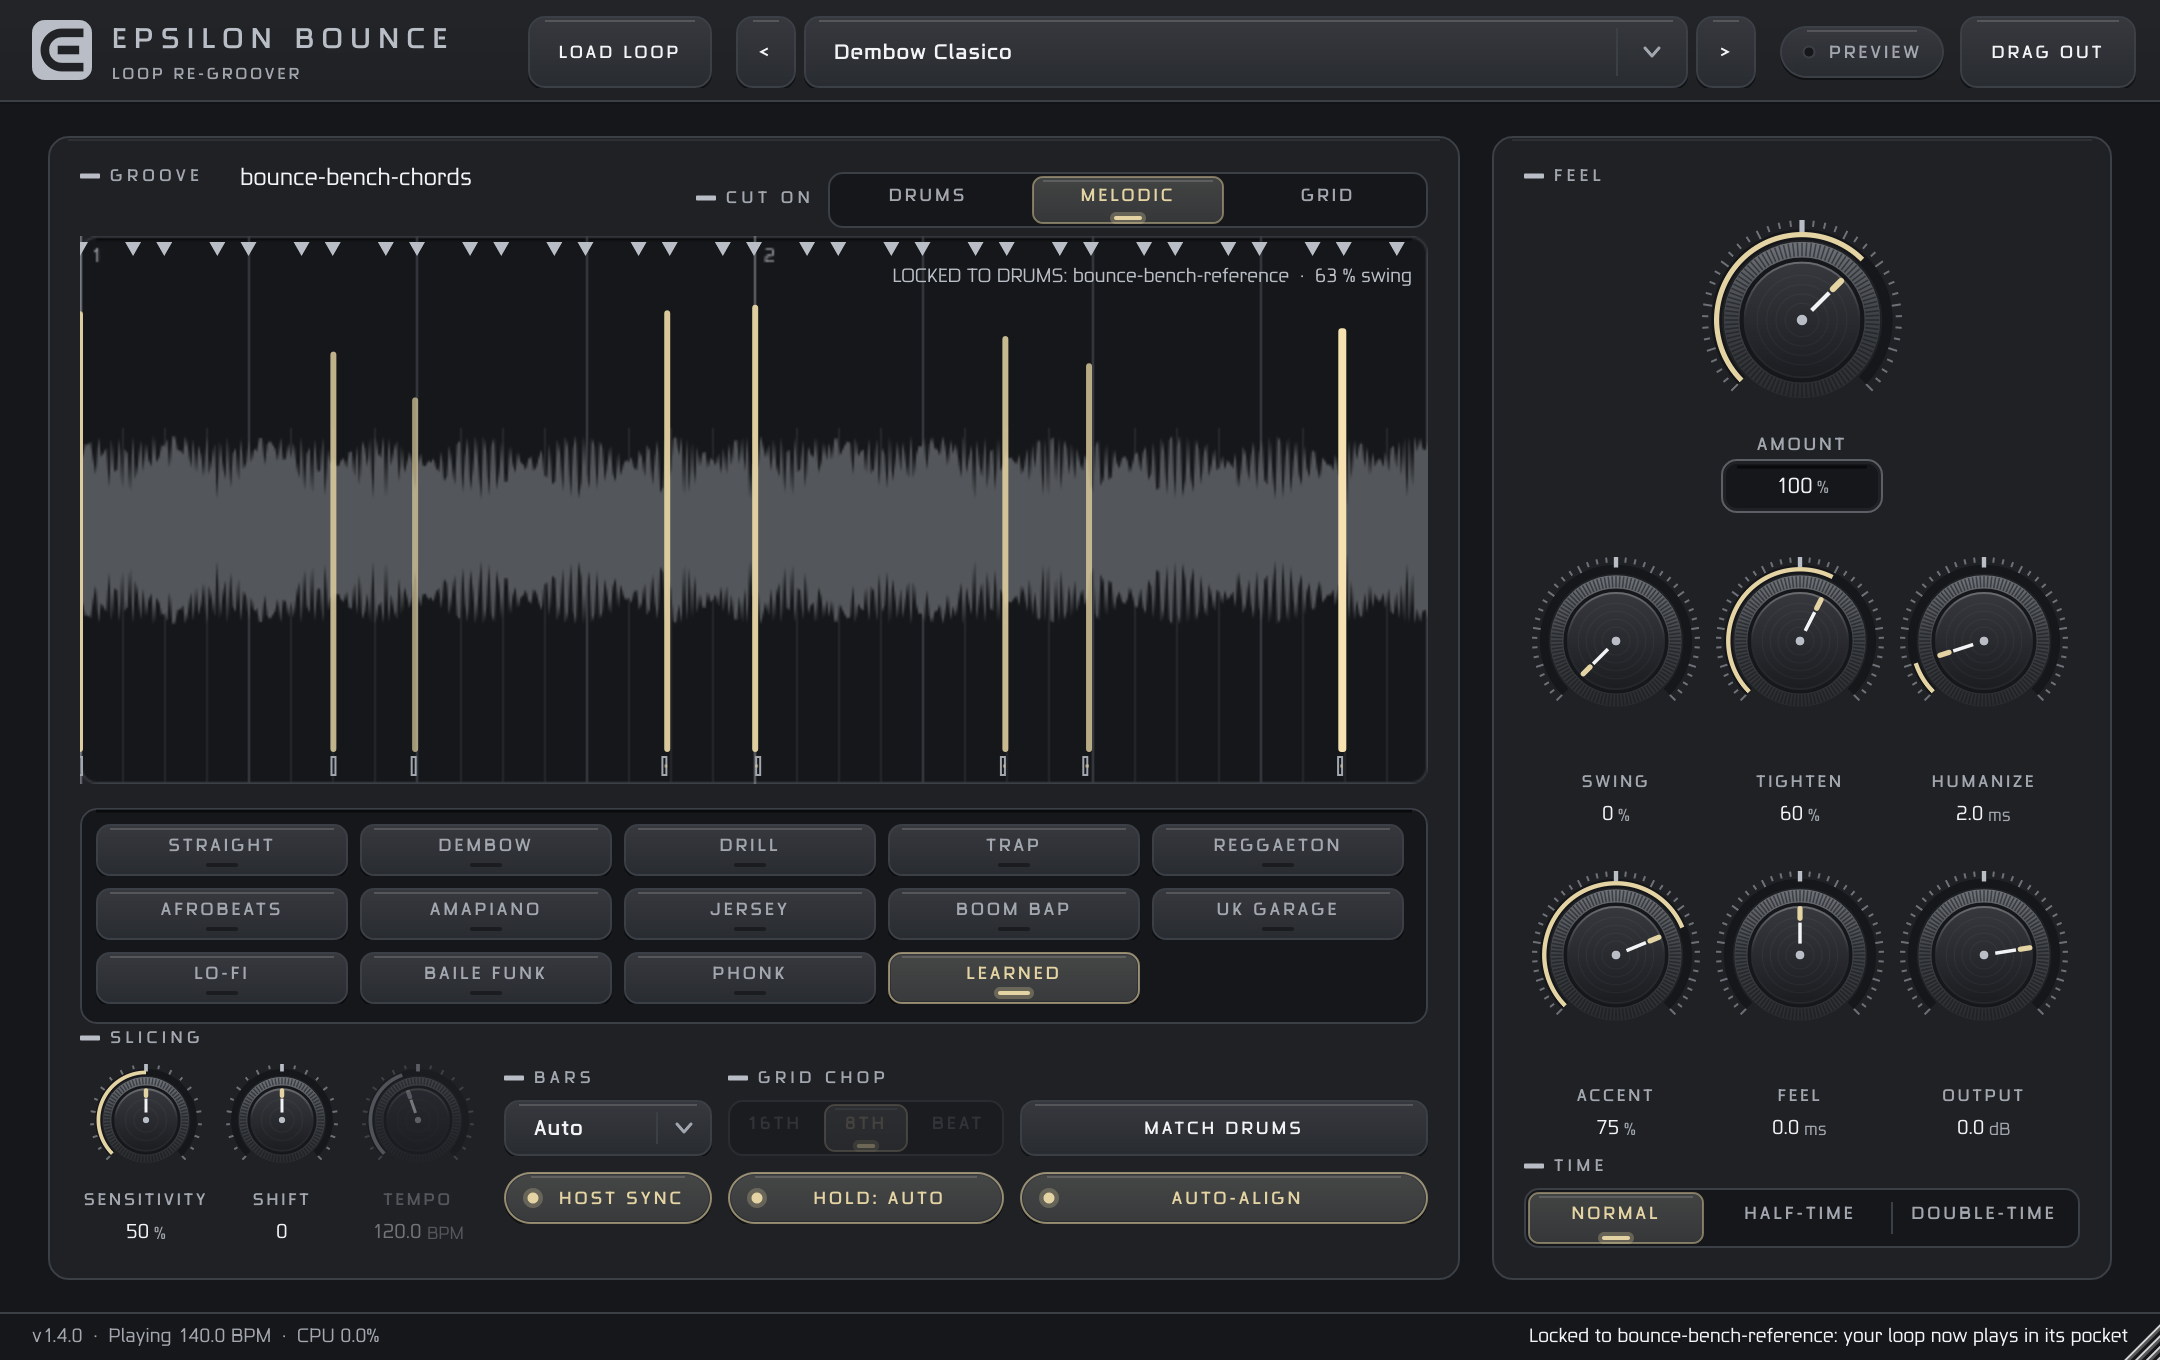 EPSILON BOUNCE
LOOP RE-GROOVER
LOAD LOOP
<
Dembow Clasico
>
PREVIEW
DRAG OUT
GROOVE
bounce-bench-chords
CUT ON
DRUMS
MELODIC
GRID
1
2
LOCKED TO DRUMS: bounce-bench-reference · 63 % swing
STRAIGHT
DEMBOW
DRILL
TRAP
REGGAETON
AFROBEATS
AMAPIANO
JERSEY
BOOM BAP
UK GARAGE
LO-FI
BAILE FUNK
PHONK
LEARNED
SLICING
SENSITIVITY
50 %
SHIFT
0
TEMPO
120.0 BPM
BARS
Auto
GRID CHOP
16TH
8TH
BEAT
MATCH DRUMS
HOST SYNC
HOLD: AUTO
AUTO-ALIGN
FEEL
AMOUNT
100 %
SWING
0 %
TIGHTEN
60 %
HUMANIZE
2.0 ms
ACCENT
75 %
FEEL
0.0 ms
OUTPUT
0.0 dB
TIME
NORMAL
HALF-TIME
DOUBLE-TIME
v1.4.0 · Playing 140.0 BPM · CPU 0.0%
Locked to bounce-bench-reference: your loop now plays in its pocket